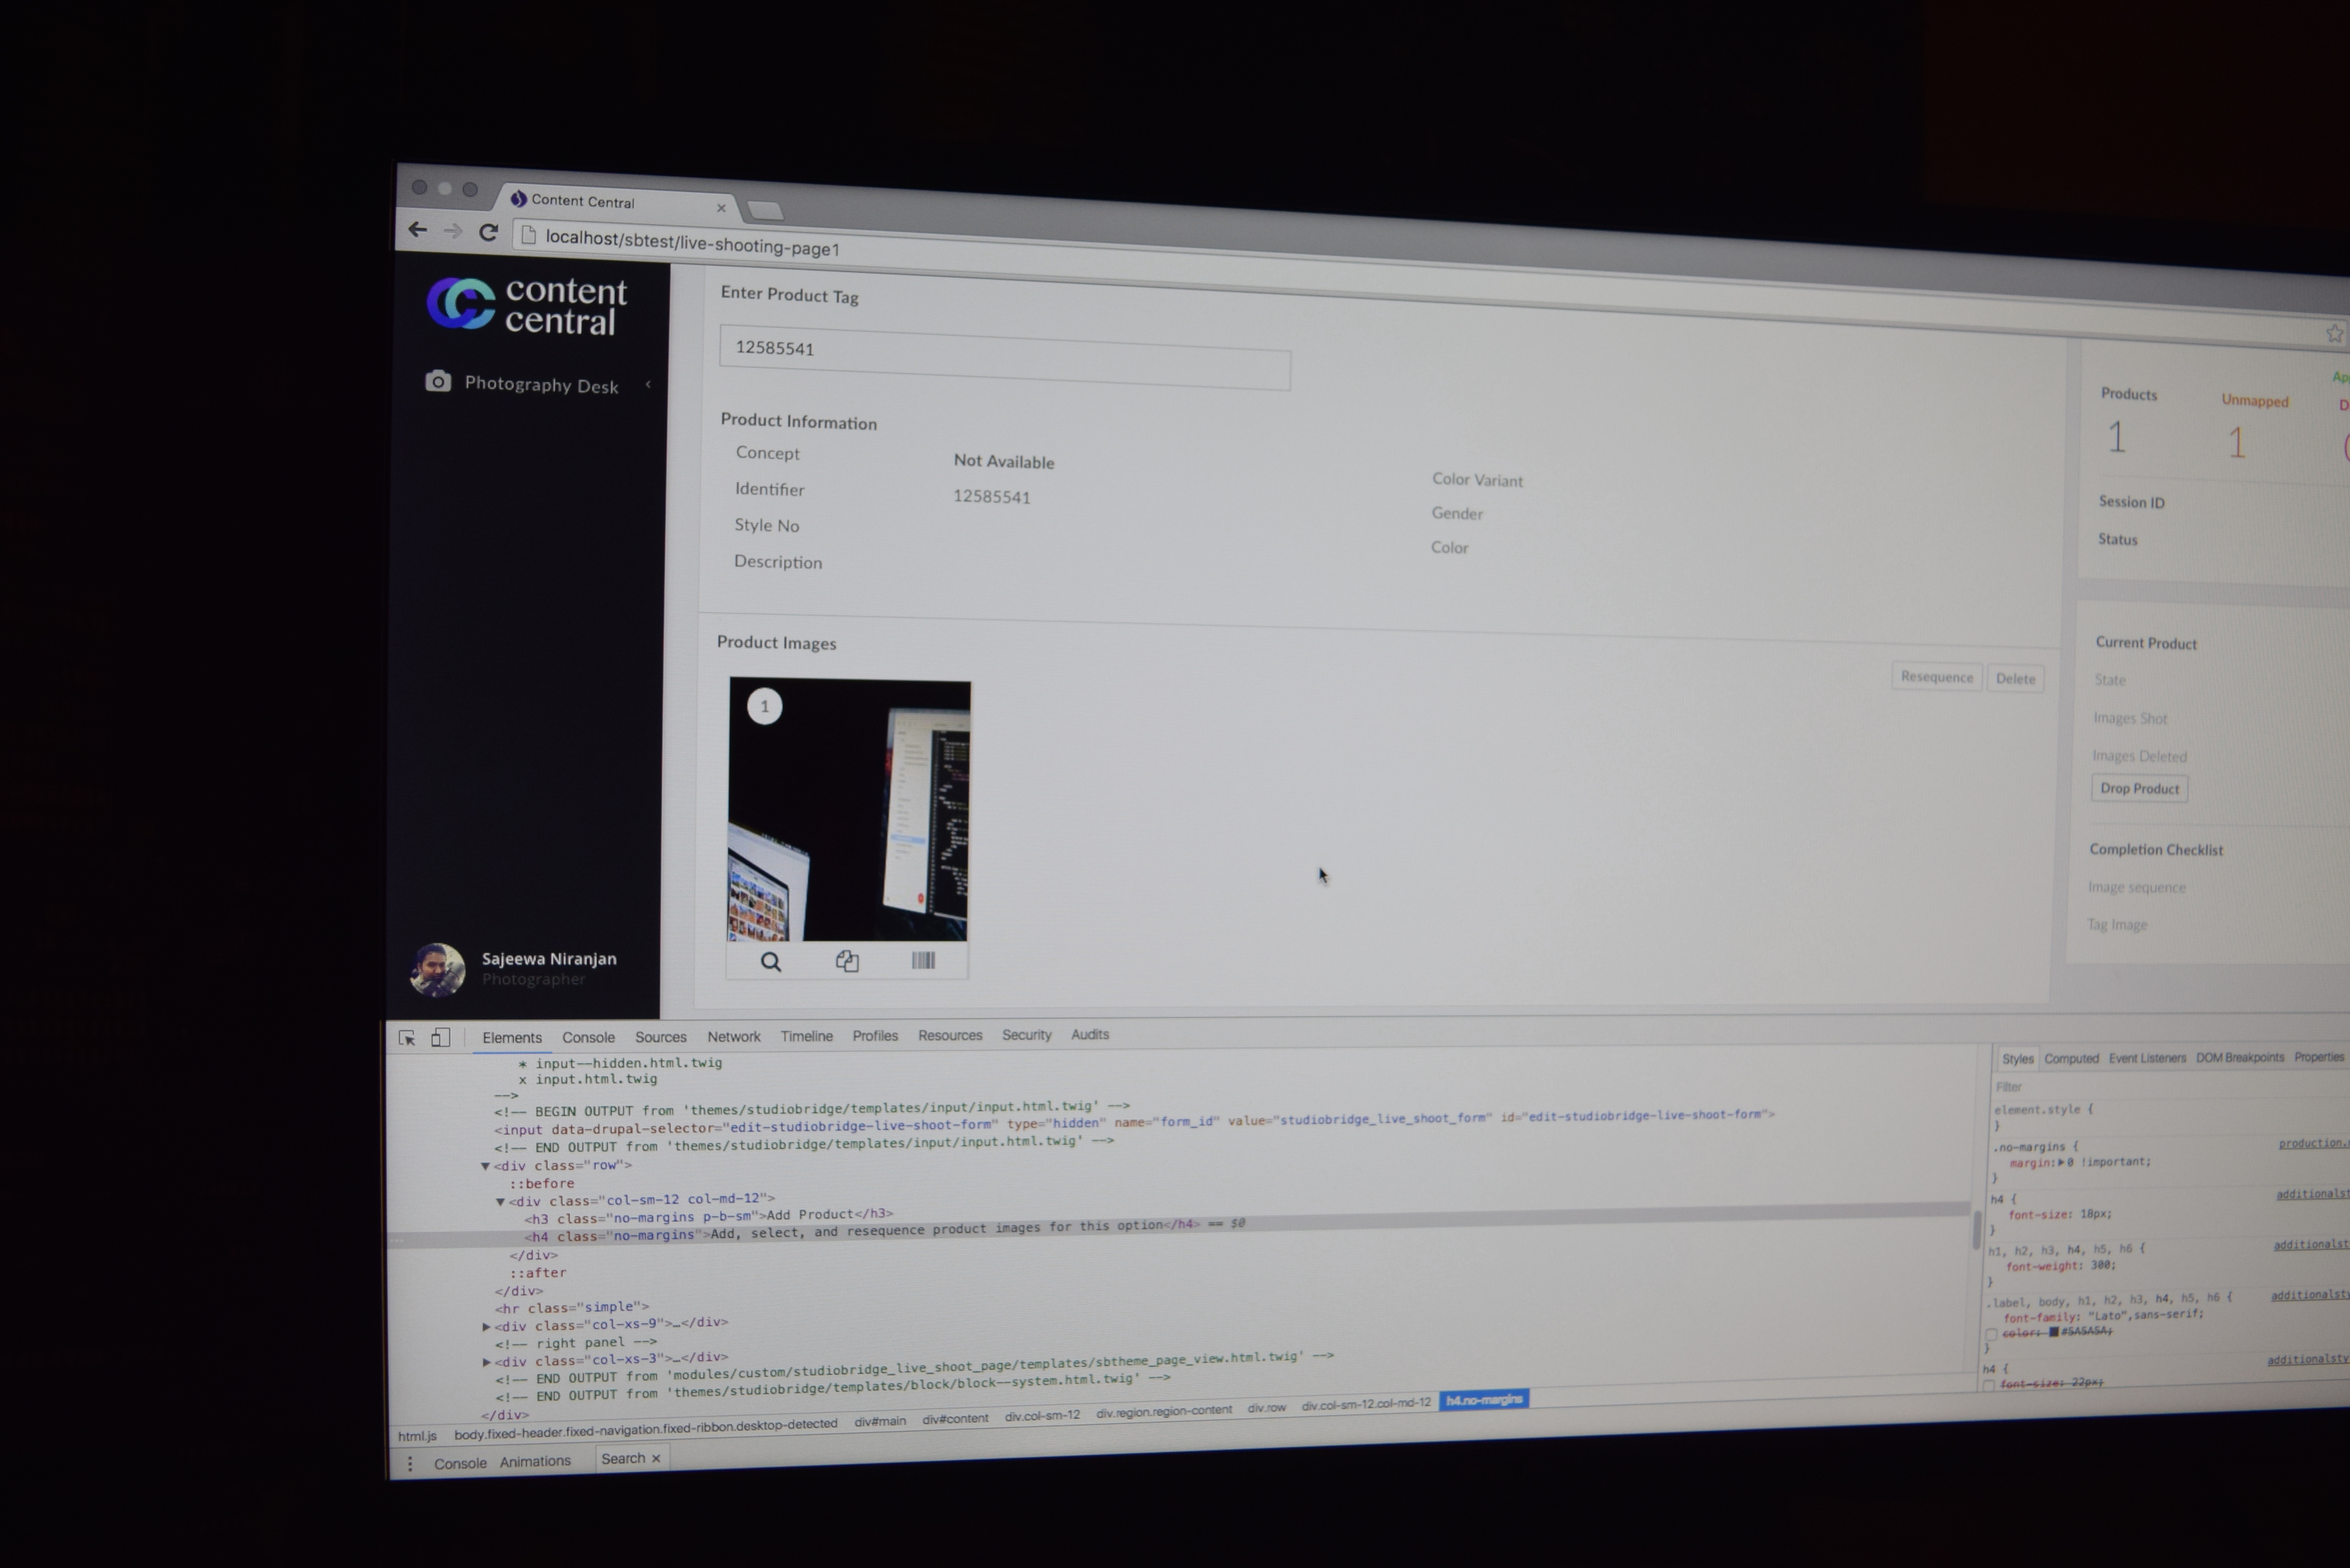 Content Central
localhost/sbtest/live-shooting-page1
content
central
Photography Desk
Enter Product Tag
12585541
Product Information
Concept
Not Available
Identifier
12585541
Style No
Description
Color Variant
Gender
Color
Products
Unmapped
1
1
Session ID
Status
Product Images
Resequence
Delete
1
Current Product
State
Images Shot
Images Deleted
Drop Product
Completion Checklist
Image sequence
Tag Image
Sajeewa Niranjan
Photographer
Elements Console Sources Network Timeline Profiles Resources Security Audits
* input--hidden.html.twig
x input.html.twig
-->
<!-- BEGIN OUTPUT from 'themes/studiobridge/templates/input/input.html.twig' -->
<input data-drupal-selector="edit-studiobridge-live-shoot-form" type="hidden" name="form_id" value="studiobridge_live_shoot_form" id="edit-studiobridge-live-shoot-form">
<!-- END OUTPUT from 'themes/studiobridge/templates/input/input.html.twig' -->
<div class="row">
::before
<div class="col-sm-12 col-md-12">
<h3 class="no-margins p-b-sm">Add Product</h3>
<h4 class="no-margins">Add, select, and resequence product images for this option</h4> == $0
</div>
::after
</div>
<hr class="simple">
<div class="col-xs-9">…</div>
<!-- right panel -->
<div class="col-xs-3">…</div>
<!-- END OUTPUT from 'modules/custom/studiobridge_live_shoot_page/templates/sbtheme_page_view.html.twig' -->
<!-- END OUTPUT from 'themes/studiobridge/templates/block/block--system.html.twig' -->
</div>
html.js body.fixed-header.fixed-navigation.fixed-ribbon.desktop-detected div#main div#content div.col-sm-12 div.region.region-content div.row div.col-sm-12.col-md-12 h4.no-margins
Console Animations Search ×
Styles Computed Event Listeners DOM Breakpoints Properties
Filter
element.style {
}
.no-margins {
production.
margin: 0 !important;
}
h4 {
additionalst
font-size: 18px;
}
h1, h2, h3, h4, h5, h6 {
additionalst
font-weight: 300;
}
.label, body, h1, h2, h3, h4, h5, h6 {
additionalsty
font-family: "Lato",sans-serif;
color: #5A5A5A;
}
h4 {
additionalsty
font-size: 22px;